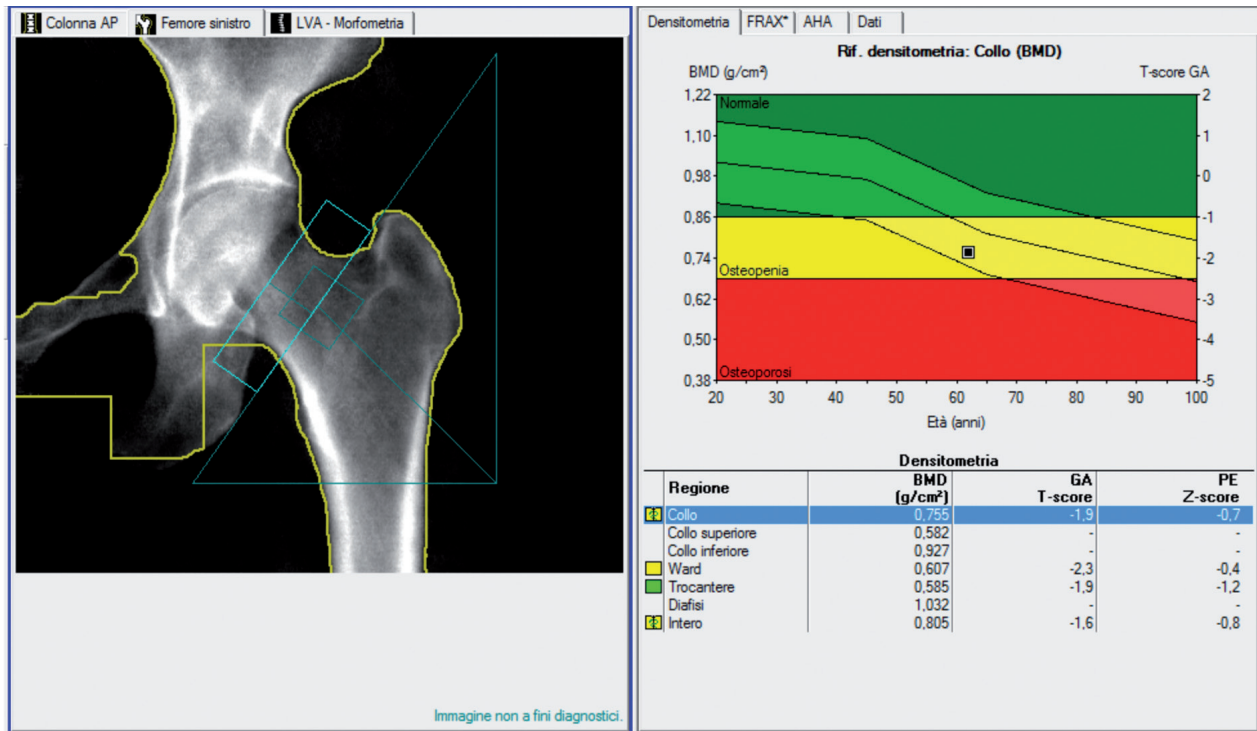 Colonna AP Femore sinistro LVA - Morfometria
Immagine non a fini diagnostici.
Densitometria FRAX* AHA Dati
Rif. densitometria: Collo (BMD)
BMD (g/cm²) T-score GA
1,22 2
Normale
1,10 1
0,98 0
0,86 -1
0,74 -2
Osteopenia
0,62 -3
0,50 -4
Osteoporosi
0,38 -5
20 30 40 50 60 70 80 90 100
Età (anni)
Densitometria
Regione BMD (g/cm²) GA T-score PE Z-score
Collo 0,755 -1,9 -0,7
Collo superiore 0,582 - -
Collo inferiore 0,927 - -
Ward 0,607 -2,3 -0,4
Trocantere 0,585 -1,9 -1,2
Diafisi 1,032 - -
Intero 0,805 -1,6 -0,8